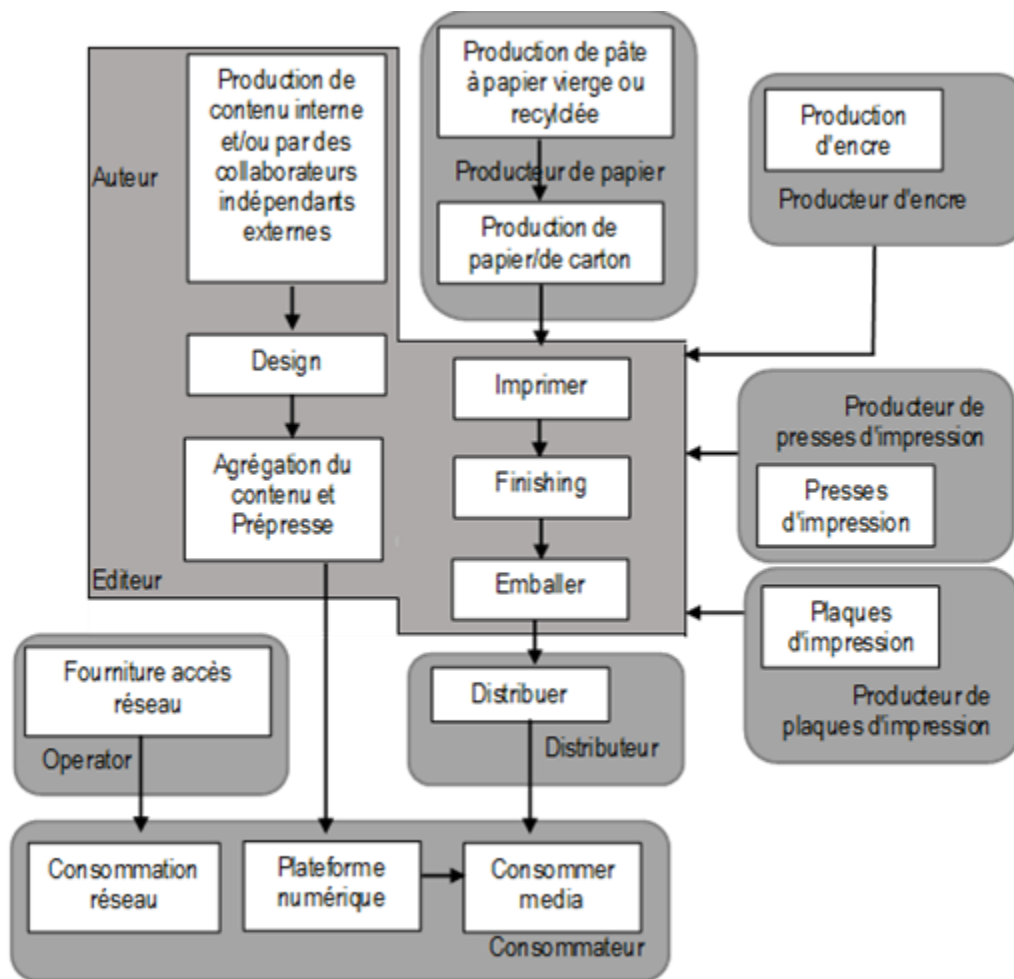 Production de
contenu interne
et/ou par des
collaborateurs
indépendants
externes
Auteur
Design
Agrégation du
contenu et
Prépresse
Editeur
Production de pâte
à papier vierge ou
recylclée
Producteur de papier
Production de
papier/de carton
Production
d'encre
Producteur d'encre
Imprimer
Finishing
Emballer
Producteur de
presses d'impression
Presses
d'impression
Plaques
d'impression
Producteur de
plaques d'impression
Fourniture accès
réseau
Operator
Distribuer
Distributeur
Consommation
réseau
Plateforme
numérique
Consommer
media
Consommateur